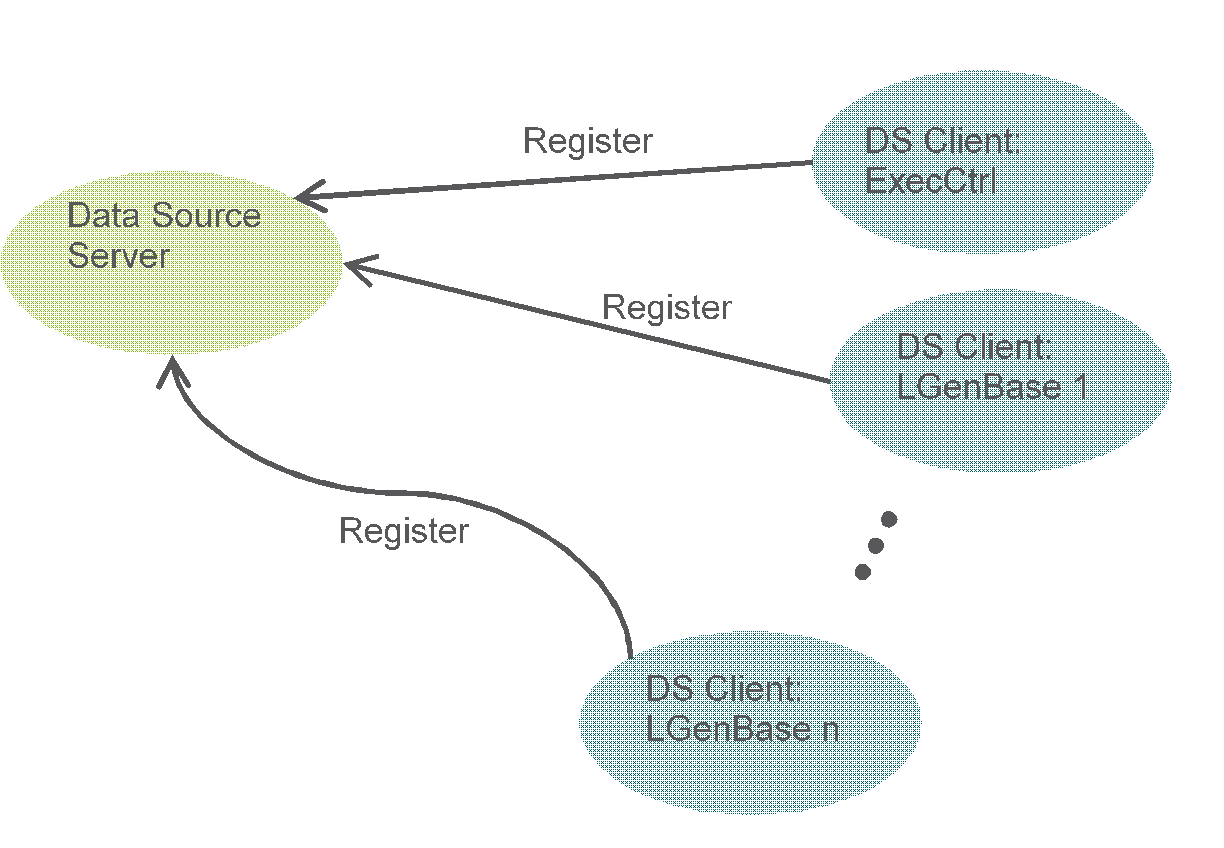 Register
DS Client:
ExecCtrl
Data Source
Server
Register
DS Client:
LGenBase 1
Register
DS Client:
LGenBase n